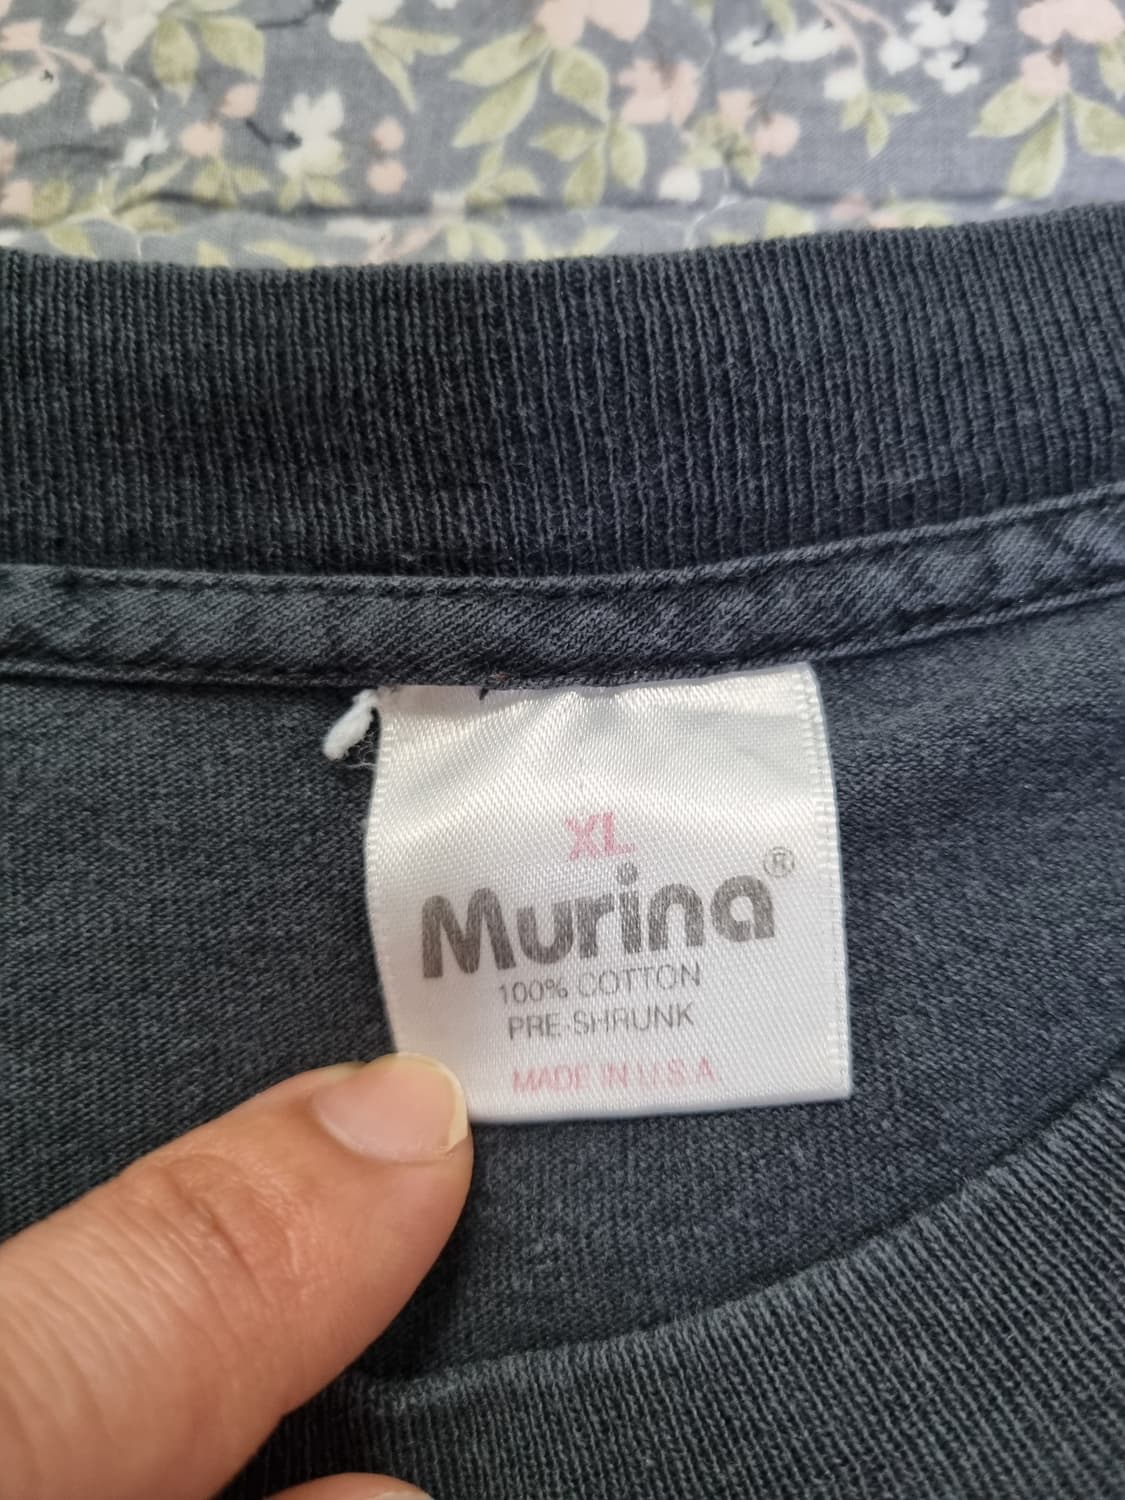 XL
Murina®
100% COTTON
PRE-SHRUNK
MADE IN U.S.A.